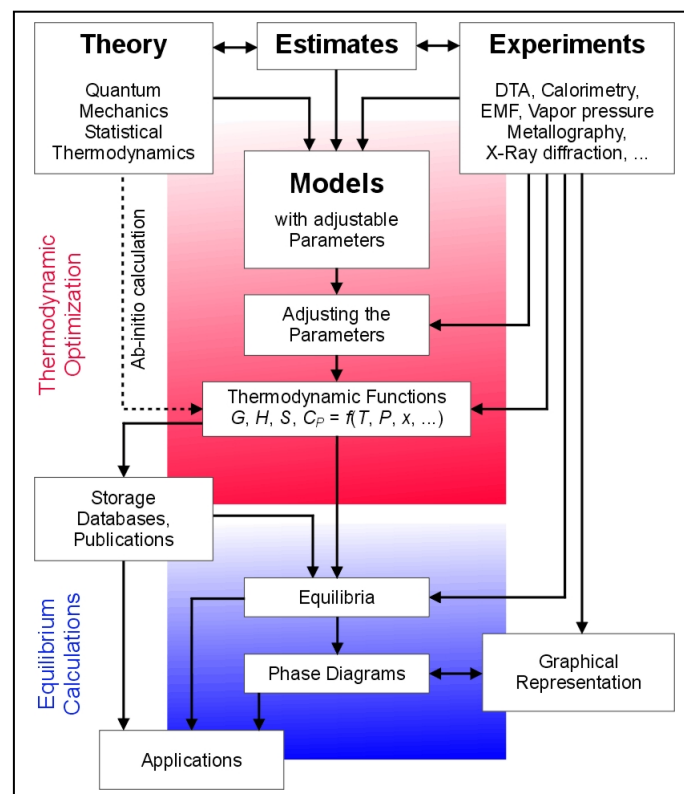 Theory
Quantum
Mechanics
Statistical
Thermodynamics
Estimates
Experiments
DTA, Calorimetry,
EMF, Vapor pressure
Metallography,
X-Ray diffraction, ...
Models
with adjustable
Parameters
Ab-initio calculation
Thermodynamic
Optimization
Adjusting the
Parameters
Thermodynamic Functions
G, H, S, CP = f(T, P, x, ...)
Storage
Databases,
Publications
Equilibrium
Calculations
Equilibria
Phase Diagrams
Graphical
Representation
Applications